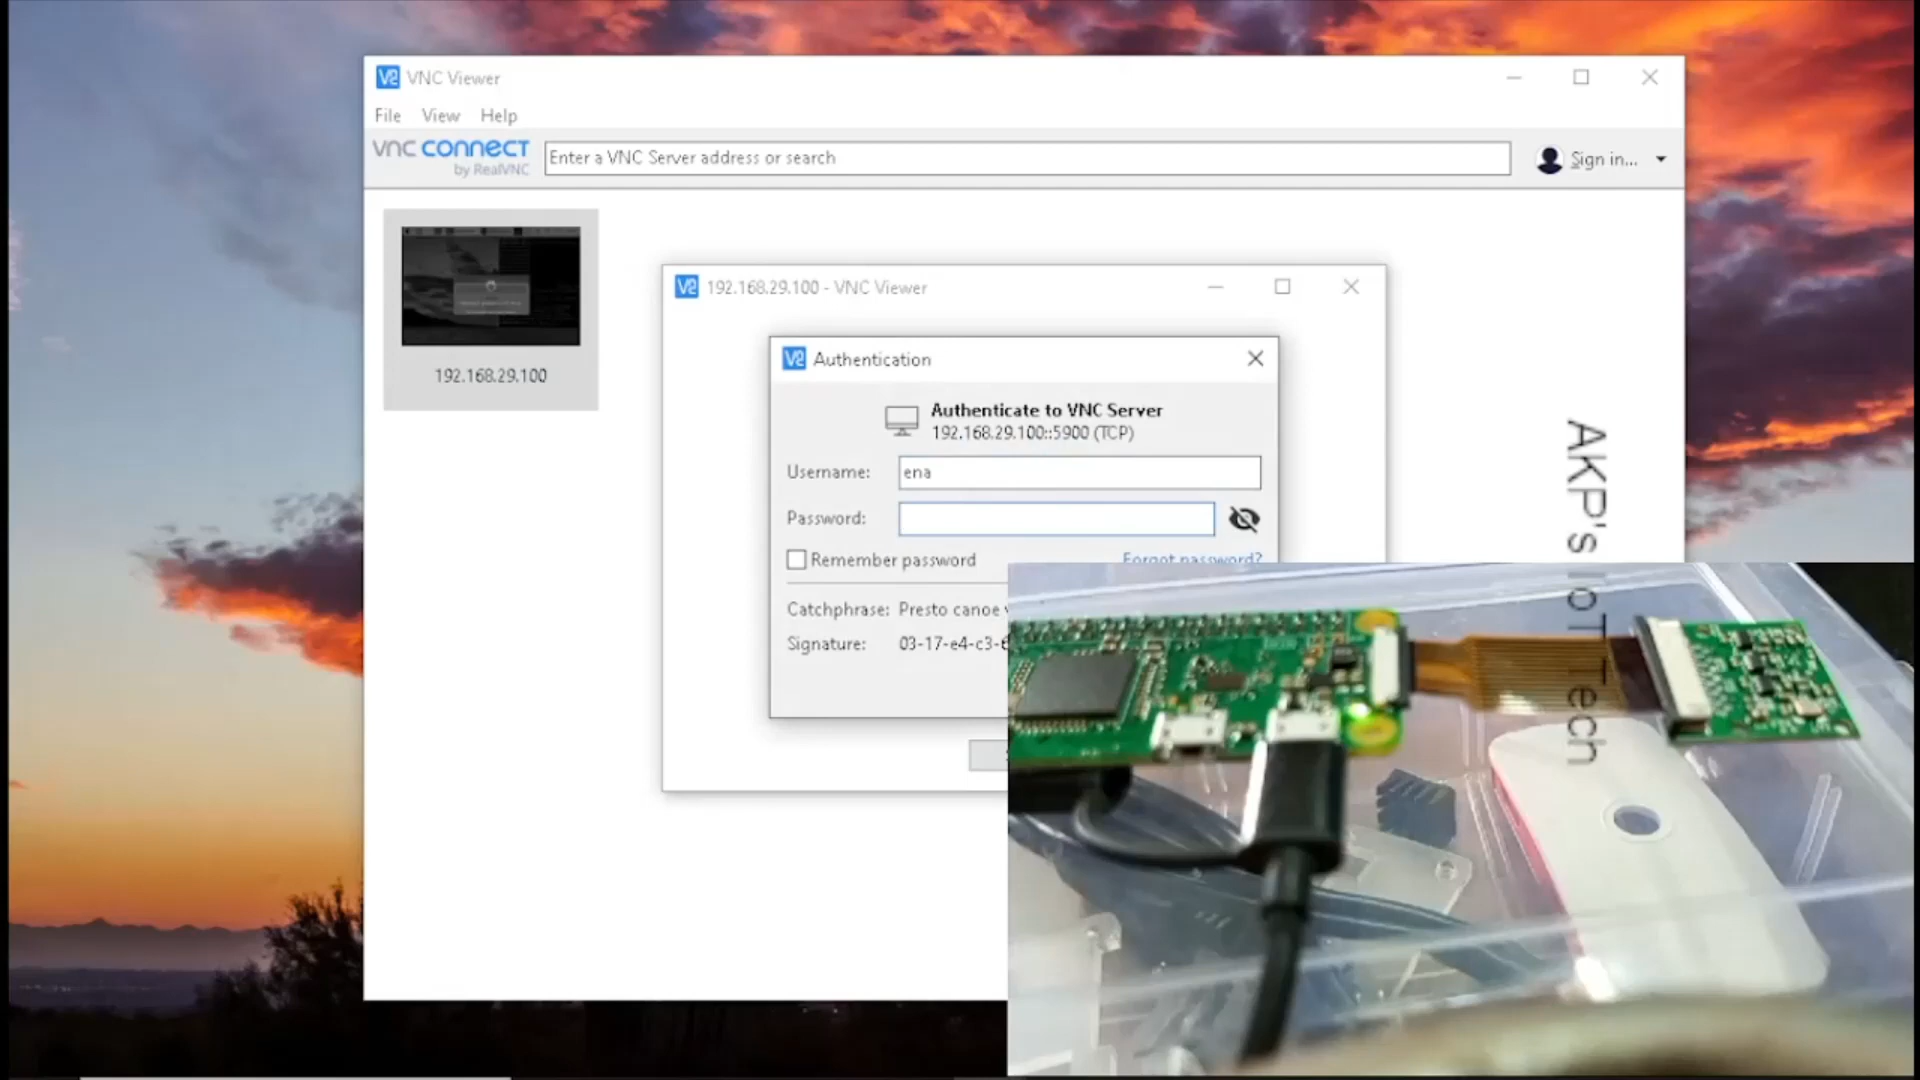 VNC Viewer
File View Help
vnc connect
by RealVNC
Enter a VNC Server address or search
Sign in...
192.168.29.100
192.168.29.100 - VNC Viewer
Authentication
Authenticate to VNC Server
192.168.29.100::5900 (TCP)
Username: ena
Password:
Remember password
Forgot password?
Catchphrase: Presto canoe
Signature: 03-17-e4-c3-
AKP's IoT Tech